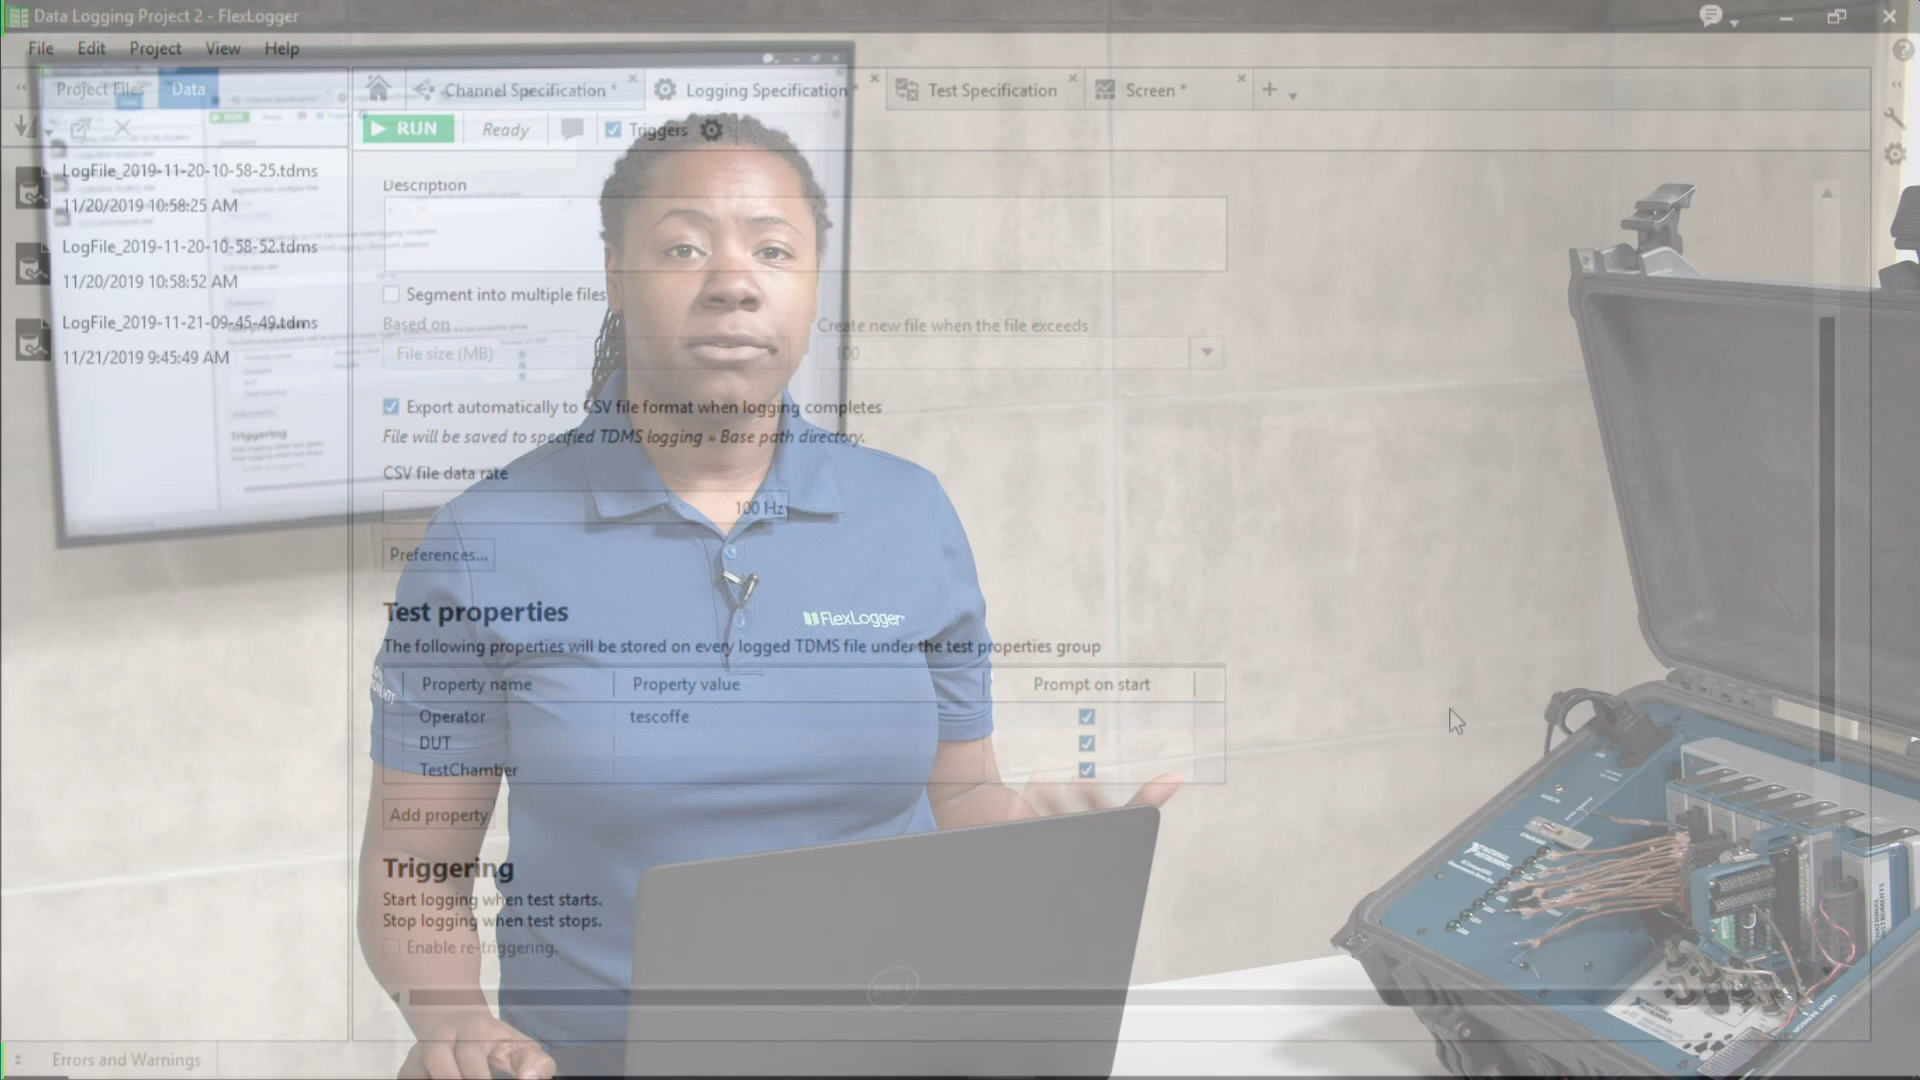 Data Logging Project 2 - FlexLogger
File Edit Project View Help
Project Files Data
Channel Specification * Logging Specification * Test Specification Screen *
RUN Ready Triggers
LogFile_2019-11-20-10-58-25.tdms
11/20/2019 10:58:25 AM
LogFile_2019-11-20-10-58-52.tdms
11/20/2019 10:58:52 AM
LogFile_2019-11-21-09-45-49.tdms
11/21/2019 9:45:49 AM
Description
Segment into multiple files
Based on
Create new file when the file exceeds
File size (MB)
100
Export automatically to CSV file format when logging completes
File will be saved to specified TDMS logging » Base path directory.
CSV file data rate
100 Hz
Preferences...
FlexLogger
Test properties
The following properties will be stored on every logged TDMS file under the test properties group
Property name Property value Prompt on start
Operator tescoffe
DUT
TestChamber
Add property
Triggering
Start logging when test starts.
Stop logging when test stops.
Enable re-triggering.
DELL
NATIONAL INSTRUMENTS
LIGHT SENSOR
Errors and Warnings